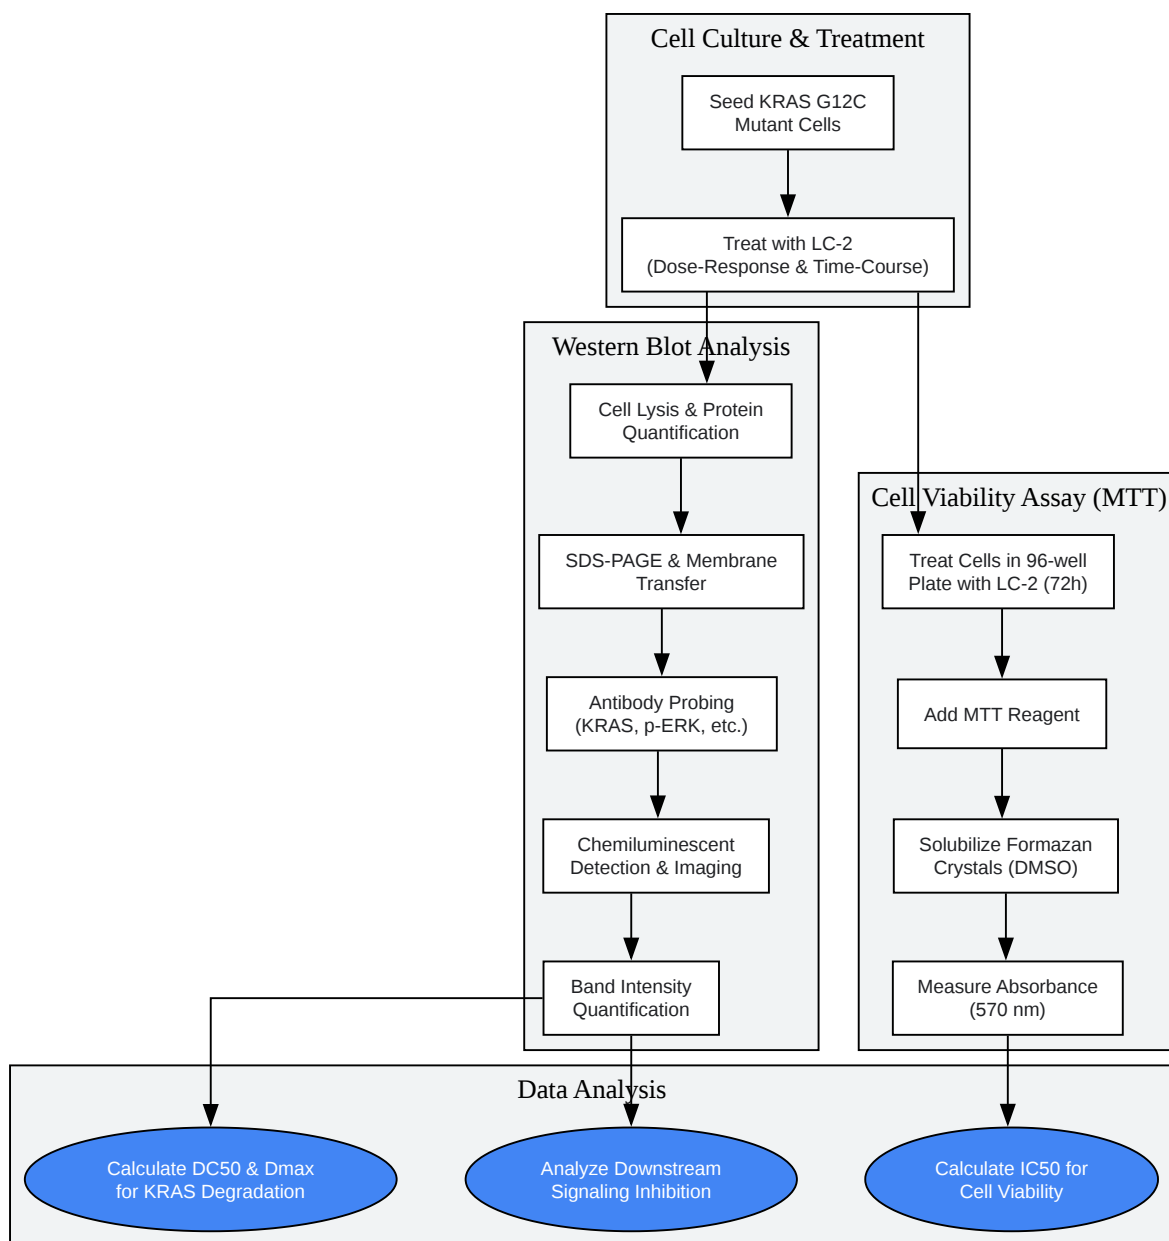 Cell Culture & Treatment
Seed KRAS G12C
Mutant Cells
Treat with LC-2
(Dose-Response & Time-Course)
Western Blot Analysis
Cell Lysis & Protein
Quantification
SDS-PAGE & Membrane
Transfer
Antibody Probing
(KRAS, p-ERK, etc.)
Chemiluminescent
Detection & Imaging
Band Intensity
Quantification
Cell Viability Assay (MTT)
Treat Cells in 96-well
Plate with LC-2 (72h)
Add MTT Reagent
Solubilize Formazan
Crystals (DMSO)
Measure Absorbance
(570 nm)
Data Analysis
Calculate DC50 & Dmax
for KRAS Degradation
Analyze Downstream
Signaling Inhibition
Calculate IC50 for
Cell Viability